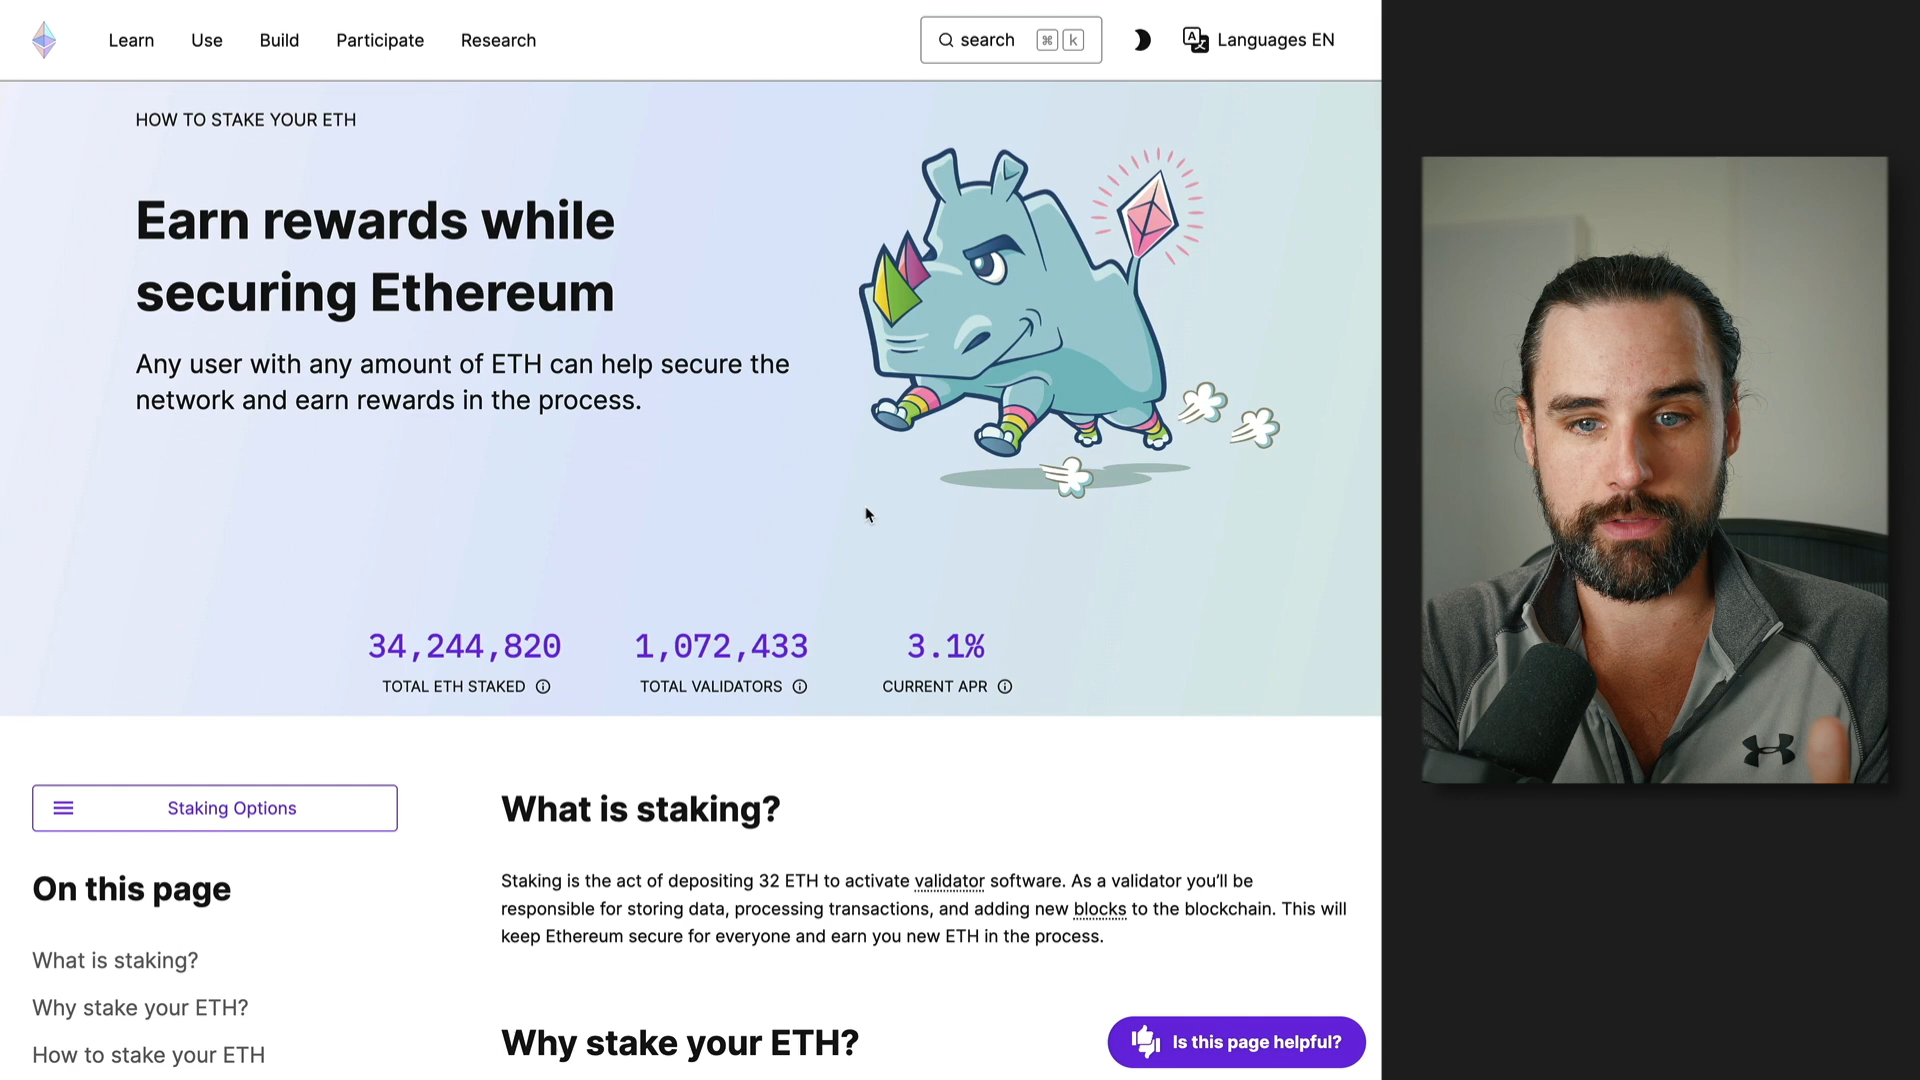 Learn Use Build Participate Research search ⌘ k Languages EN
HOW TO STAKE YOUR ETH
Earn rewards while
securing Ethereum
Any user with any amount of ETH can help secure the
network and earn rewards in the process.
34,244,820 1,072,433 3.1%
TOTAL ETH STAKED TOTAL VALIDATORS CURRENT APR
Staking Options
On this page
What is staking?
Why stake your ETH?
How to stake your ETH
What is staking?
Staking is the act of depositing 32 ETH to activate validator software. As a validator you’ll be
responsible for storing data, processing transactions, and adding new blocks to the blockchain. This will
keep Ethereum secure for everyone and earn you new ETH in the process.
Why stake your ETH?
Is this page helpful?